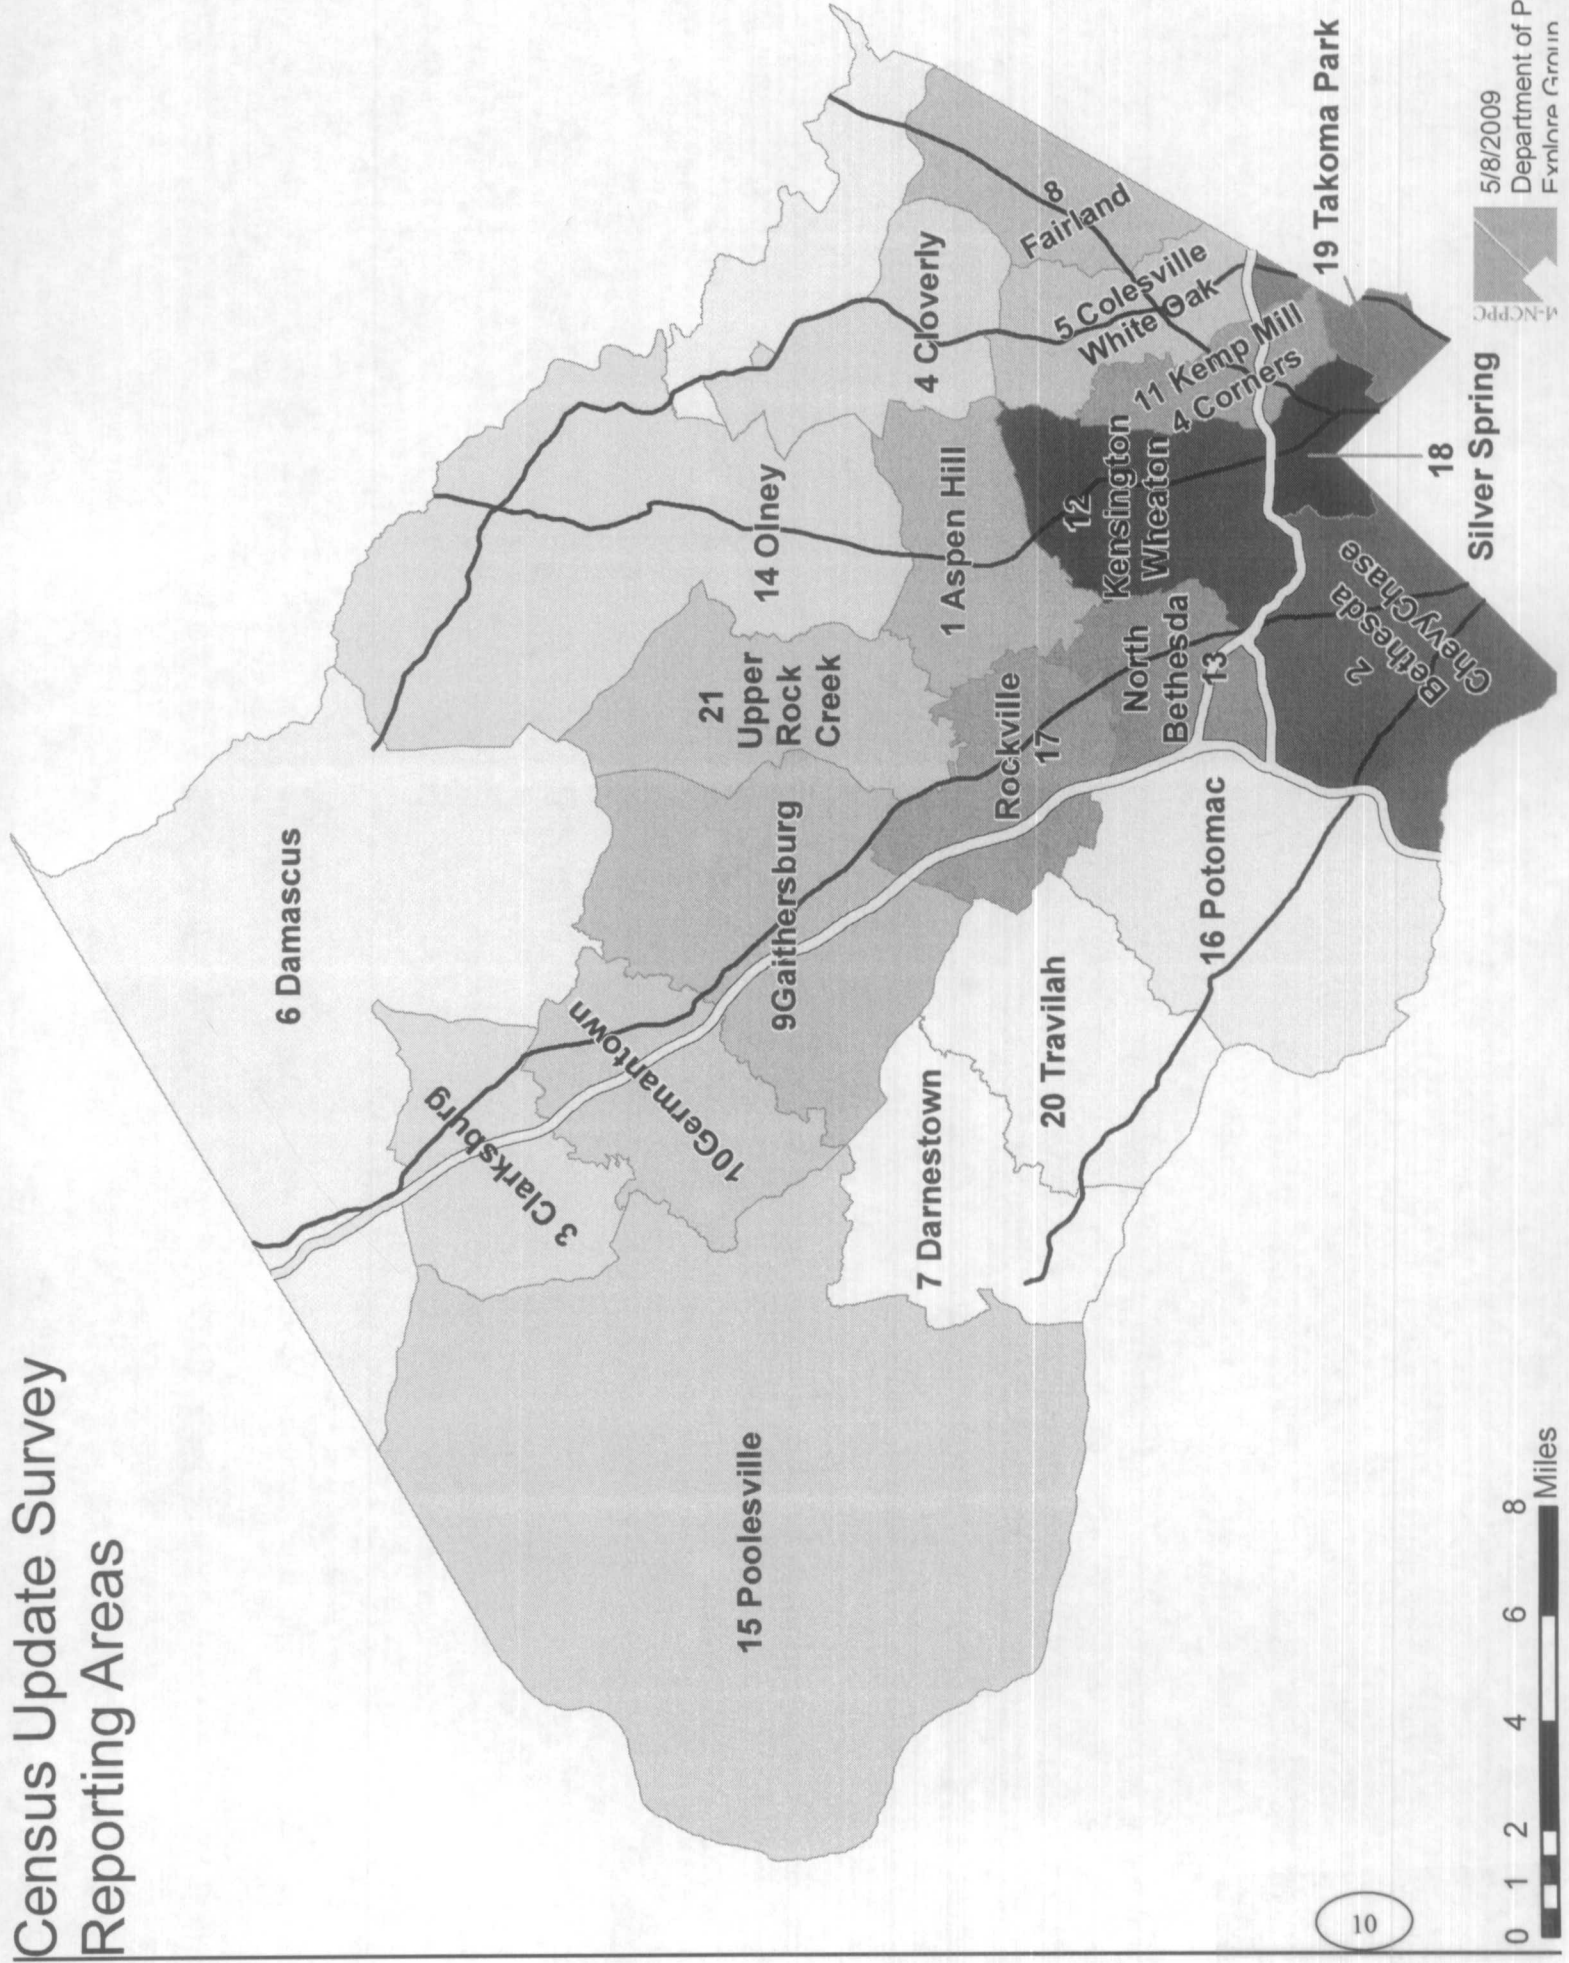 Census Update Survey
Reporting Areas
6 Damascus
3 Clarksburg
10Germantown
15 Poolesville
9Gaithersburg
21
Upper
Rock
Creek
14 Olney
4 Cloverly
8
Fairland
1 Aspen Hill
5 Colesville
White Oak
7 Darnestown
20 Travilah
Rockville
17
12
Kensington
Wheaton
11 Kemp Mill
4 Corners
North
Bethesda
13
16 Potomac
2
Bethesda
ChevyChase
19 Takoma Park
18
Silver Spring
0 1 2 4 6 8
Miles
M-NCPPC
5/8/2009
Department of P
Explore Group
10